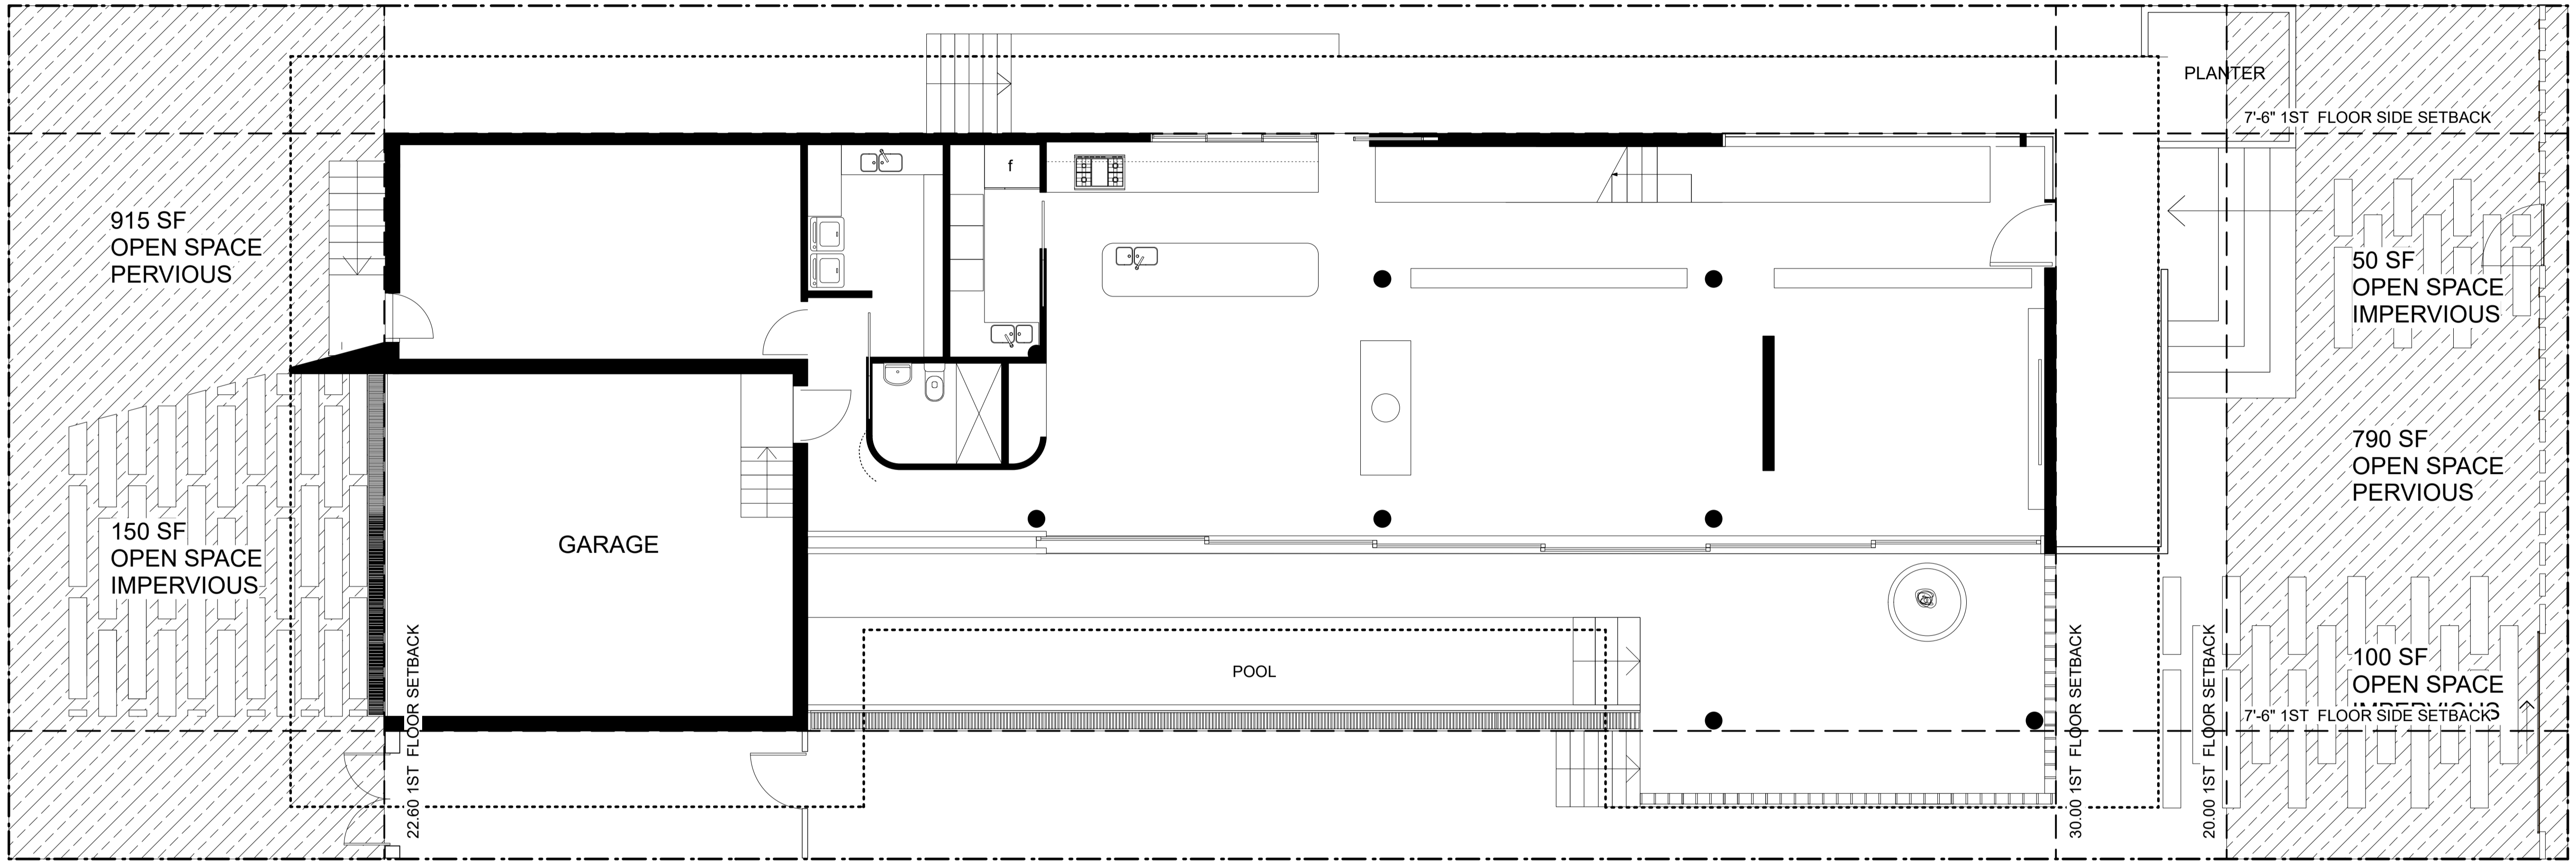 PLANTER
7'-6" 1ST FLOOR SIDE SETBACK
f
915 SF
OPEN SPACE
PERVIOUS
50 SF
OPEN SPACE
IMPERVIOUS
790 SF
OPEN SPACE
PERVIOUS
150 SF
OPEN SPACE
IMPERVIOUS
GARAGE
POOL
100 SF
OPEN SPACE
IMPERVIOUS
7'-6" 1ST FLOOR SIDE SETBACK
22.60 1ST FLOOR SETBACK
30.00 1ST FLOOR SETBACK
20.00 1ST FLOOR SETBACK